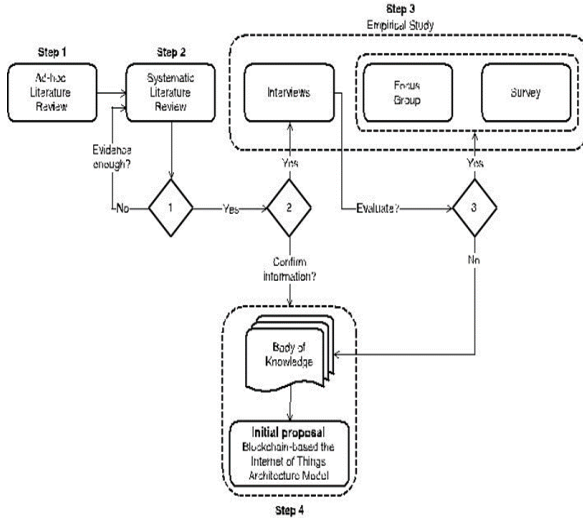 Step 3
Empirical Study
Step 1
Step 2
Ad-hoc
Literature
Review
Systematic
Literature
Review
Interviews
Focus
Group
Survey
Evidence
enough?
Yes
Yes
No
1
Yes
2
Evaluate?
3
Confirm
information?
No
Body of
Knowledge
Initial proposal
Blockchain-based the
Internet of Things
Architecture Model
Step 4